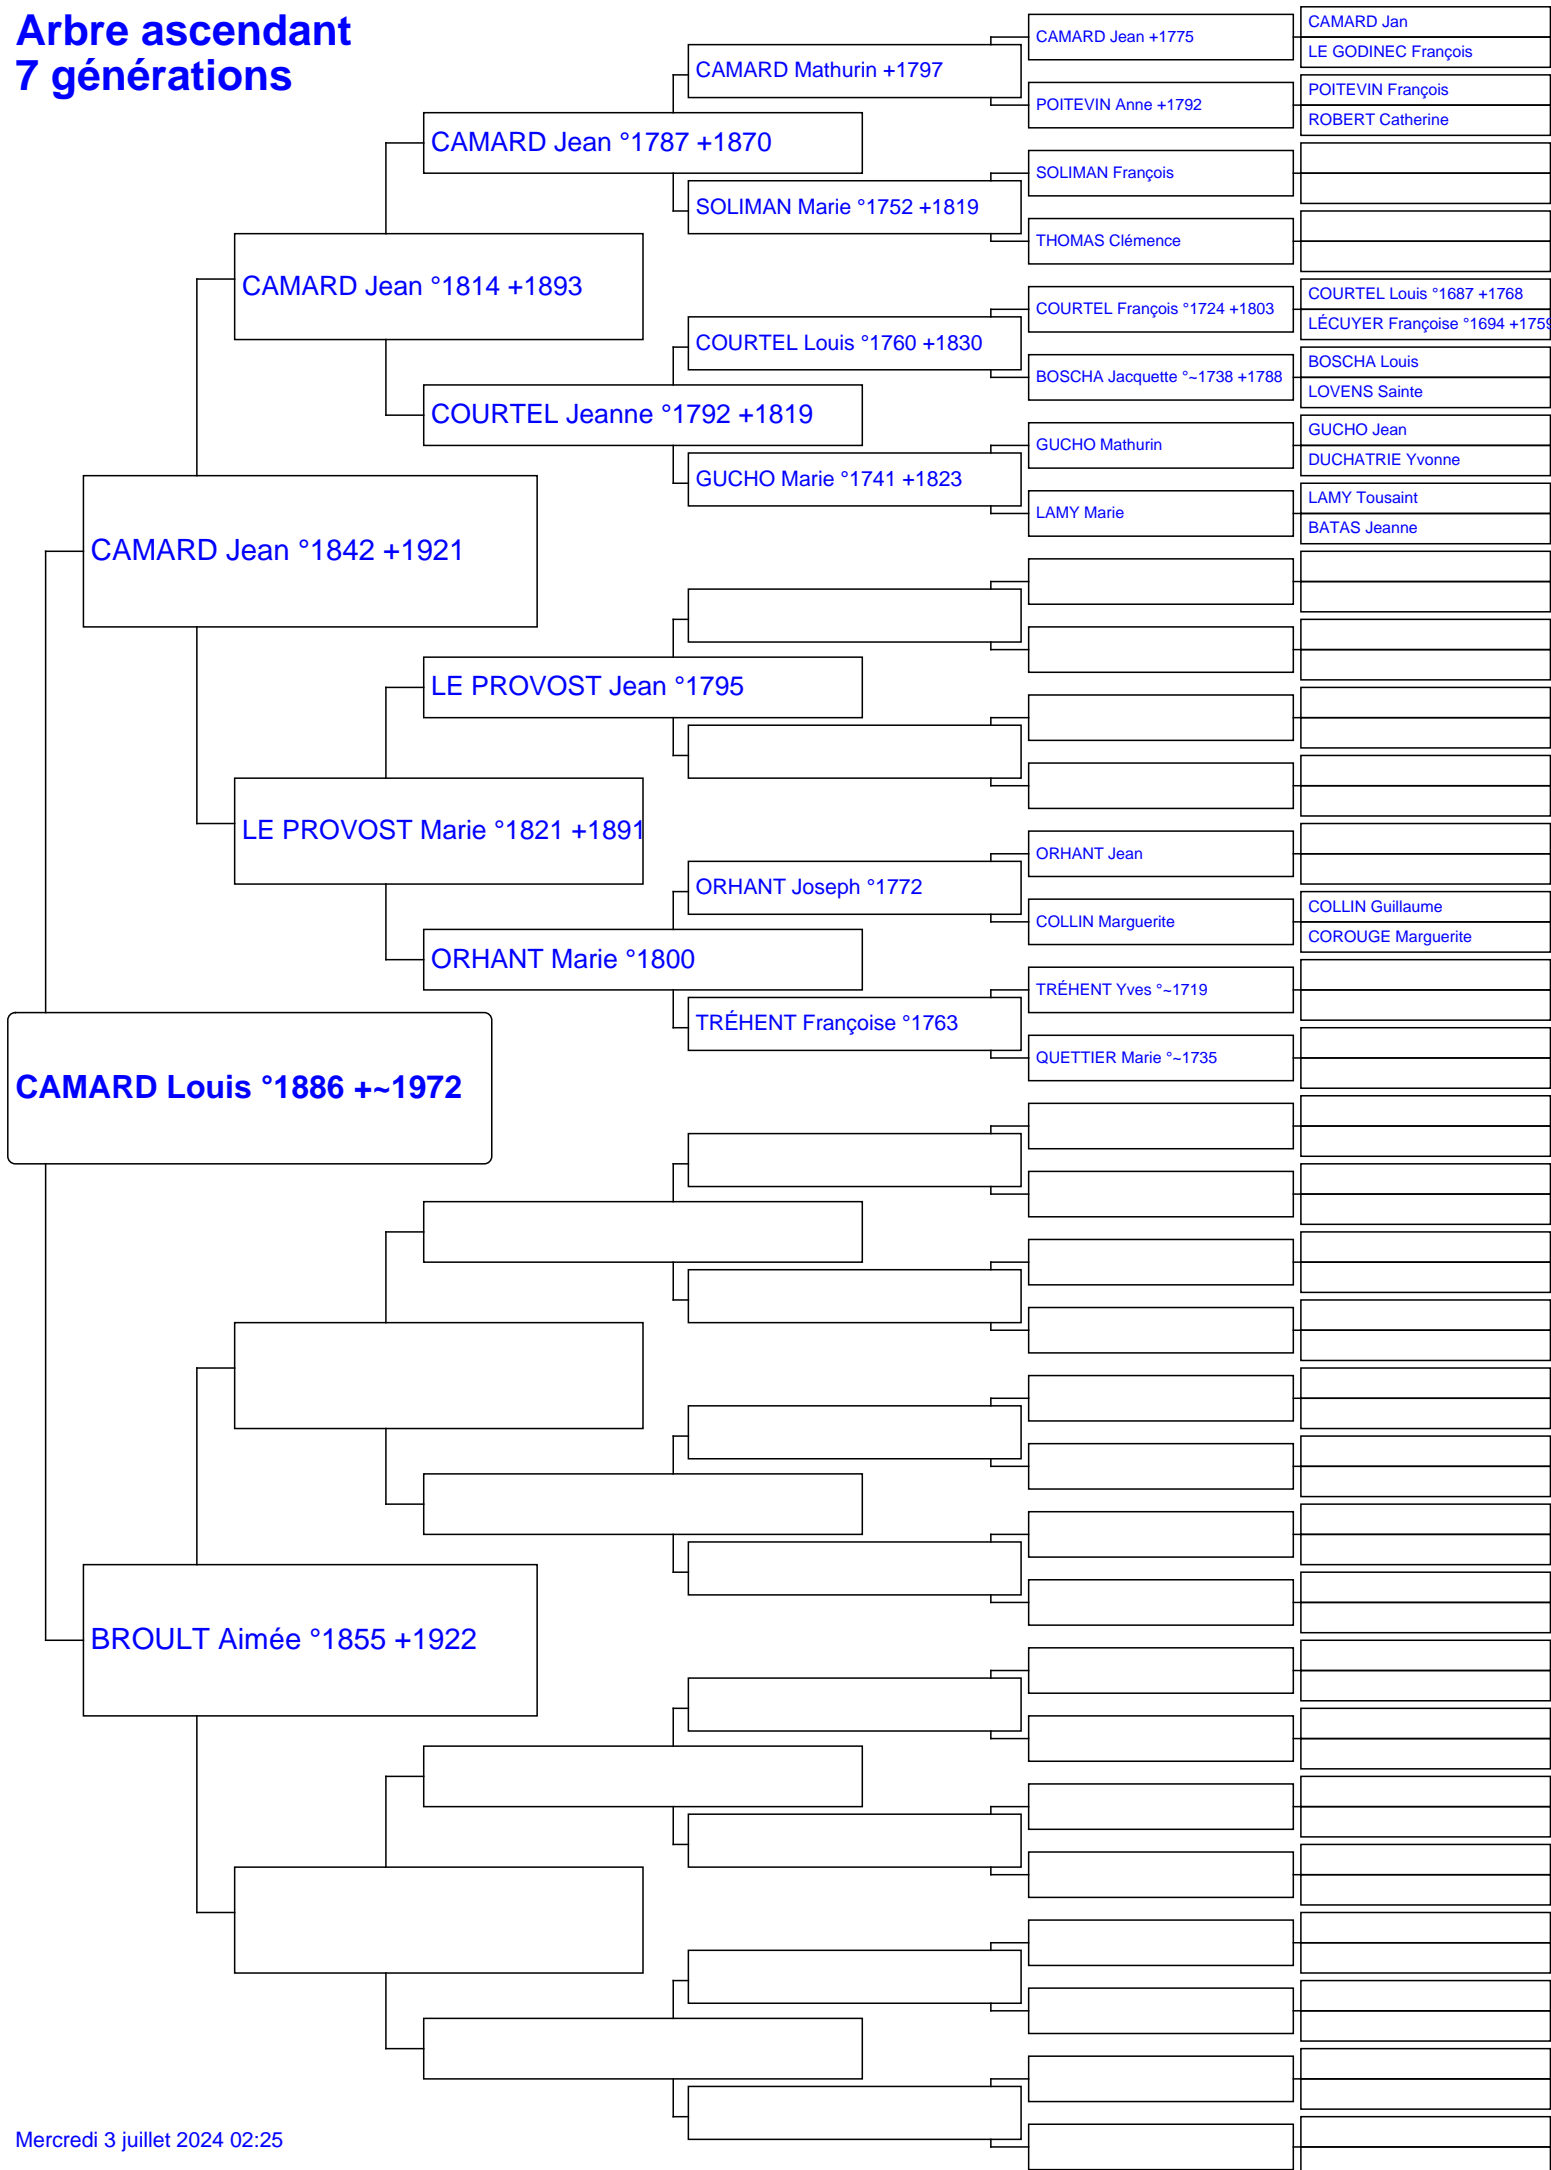 Arbre ascendant
7 générations
CAMARD Louis °1886 +~1972
CAMARD Jean °1842 +1921
BROULT Aimée °1855 +1922
CAMARD Jean °1814 +1893
LE PROVOST Marie °1821 +1891
CAMARD Jean °1787 +1870
COURTEL Jeanne °1792 +1819
LE PROVOST Jean °1795
ORHANT Marie °1800
CAMARD Mathurin +1797
SOLIMAN Marie °1752 +1819
COURTEL Louis °1760 +1830
GUCHO Marie °1741 +1823
ORHANT Joseph °1772
TRÉHENT Françoise °1763
CAMARD Jean +1775
POITEVIN Anne +1792
SOLIMAN François
THOMAS Clémence
COURTEL François °1724 +1803
BOSCHA Jacquette °~1738 +1788
GUCHO Mathurin
LAMY Marie
ORHANT Jean
COLLIN Marguerite
TRÉHENT Yves °~1719
QUETTIER Marie °~1735
CAMARD Jan
LE GODINEC François
POITEVIN François
ROBERT Catherine
COURTEL Louis °1687 +1768
LÉCUYER Françoise °1694 +1759
BOSCHA Louis
LOVENS Sainte
GUCHO Jean
DUCHATRIE Yvonne
LAMY Tousaint
BATAS Jeanne
COLLIN Guillaume
COROUGE Marguerite
Mercredi 3 juillet 2024 02:25